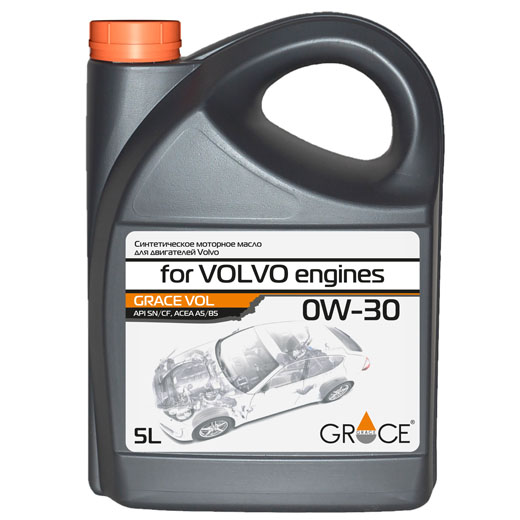 Синтетическое моторное масло
для двигателей Volvo
for VOLVO engines
GRACE VOL
API SN/CF, ACEA A5/B5
0W-30
5L
GRACE®
GRACE